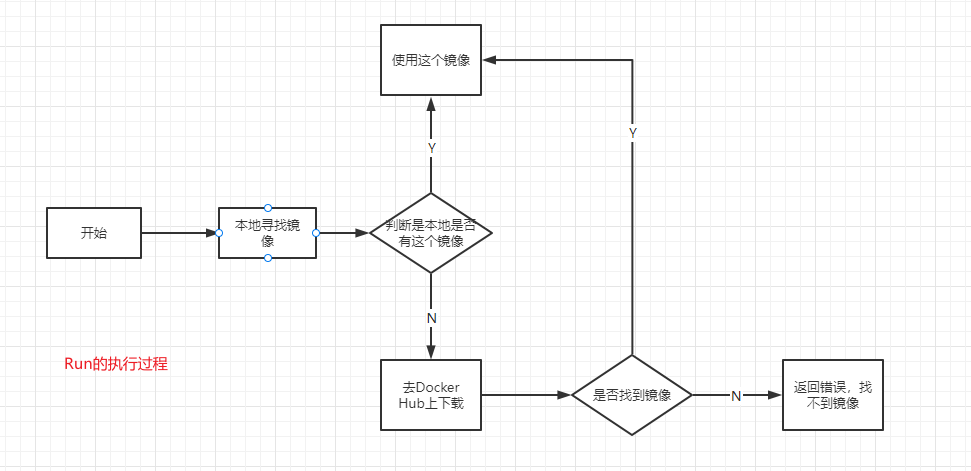 使用这个镜像
Y
Y
开始
本地寻找镜
像
判断是本地是否
有这个镜像
N
Run的执行过程
去Docker
Hub上下载
是否找到镜像
N
返回错误，找
不到镜像